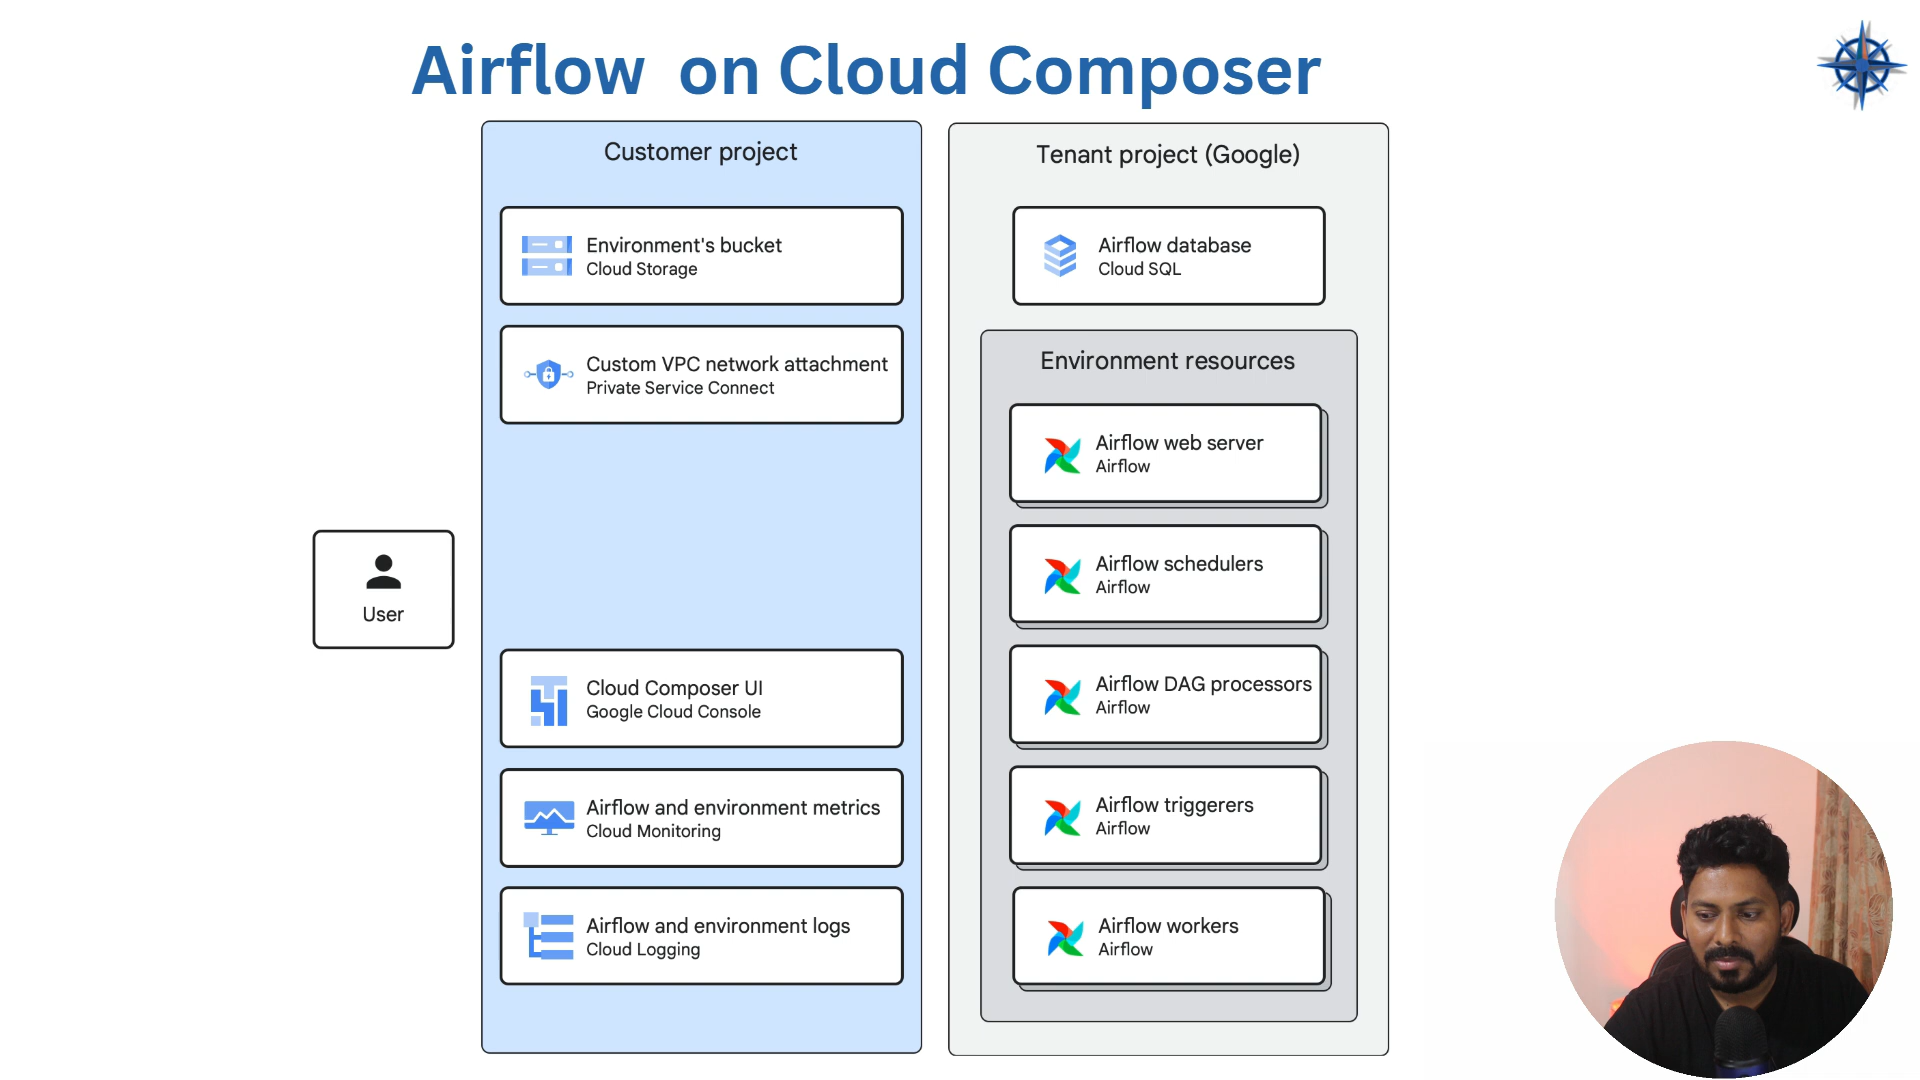 Airflow on Cloud Composer
Customer project
Environment's bucket
Cloud Storage
Custom VPC network attachment
Private Service Connect
User
Cloud Composer UI
Google Cloud Console
Airflow and environment metrics
Cloud Monitoring
Airflow and environment logs
Cloud Logging
Tenant project (Google)
Airflow database
Cloud SQL
Environment resources
Airflow web server
Airflow
Airflow schedulers
Airflow
Airflow DAG processors
Airflow
Airflow triggerers
Airflow
Airflow workers
Airflow